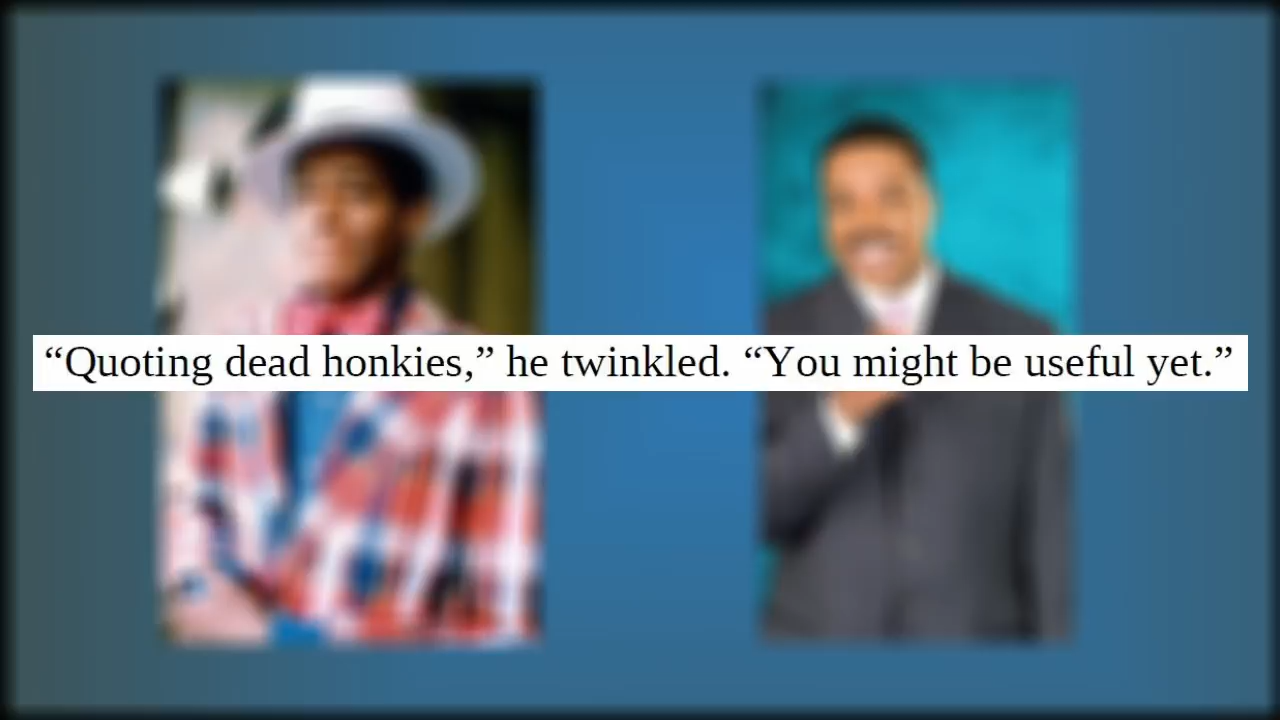 “Quoting dead honkies,” he twinkled. “You might be useful yet.”